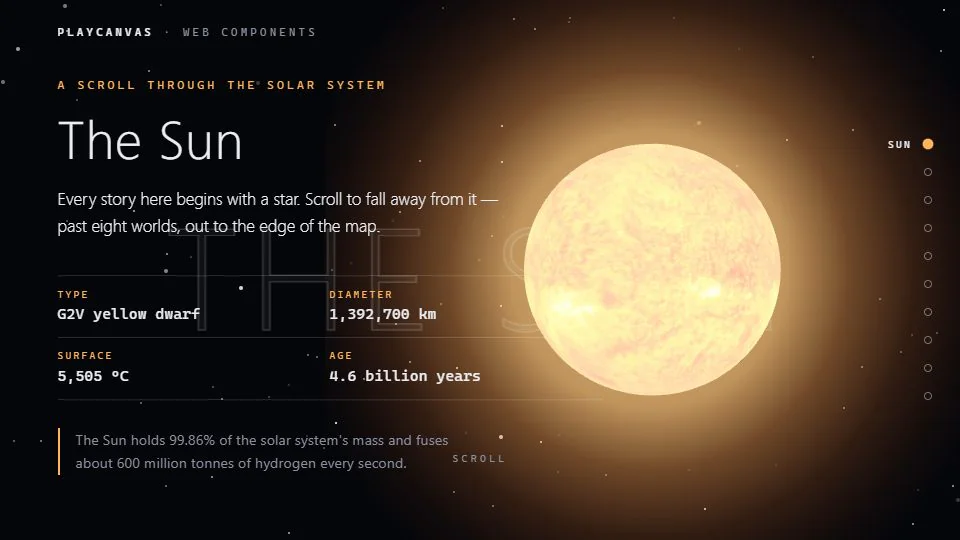 PLAYCANVAS · WEB COMPONENTS
A SCROLL THROUGH THE SOLAR SYSTEM
The Sun
SUN
Every story here begins with a star. Scroll to fall away from it —
past eight worlds, out to the edge of the map.
THE S
TYPE
G2V yellow dwarf
DIAMETER
1,392,700 km
SURFACE
5,505 °C
AGE
4.6 billion years
The Sun holds 99.86% of the solar system's mass and fuses
about 600 million tonnes of hydrogen every second.
SCROLL